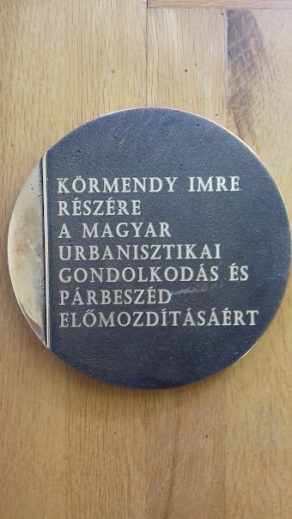 KÖRMENDY IMRE
RÉSZÉRE
A MAGYAR
URBANISZTIKAI
GONDOLKODÁS ÉS
PÁRBESZÉD
ELŐMOZDÍTÁSÁÉRT